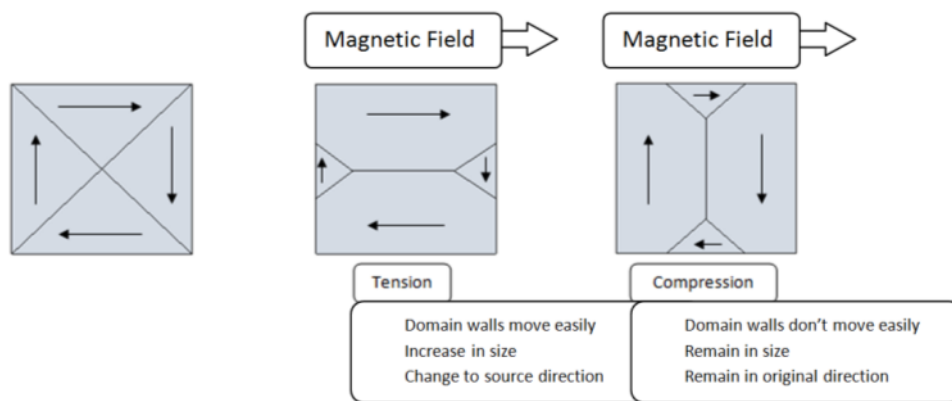 Magnetic Field
Magnetic Field
Tension
Domain walls move easily
Increase in size
Change to source direction
Compression
Domain walls don't move easily
Remain in size
Remain in original direction